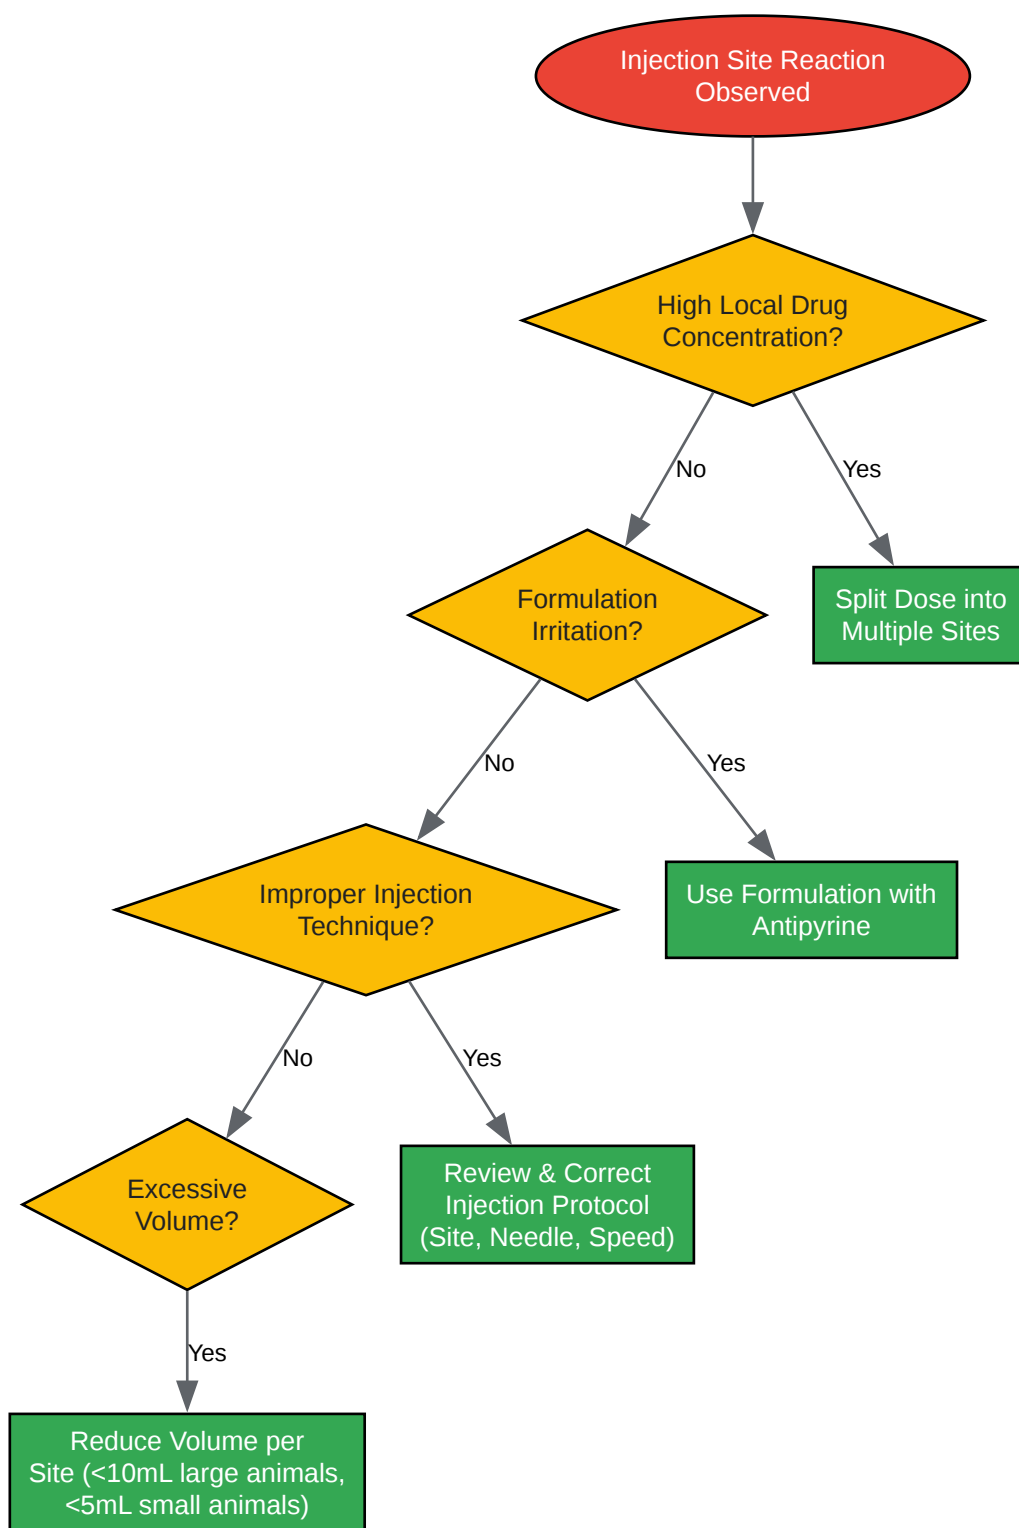 Injection Site Reaction
Observed
High Local Drug
Concentration?
No
Yes
Formulation
Irritation?
Split Dose into
Multiple Sites
No
Yes
Improper Injection
Technique?
Use Formulation with
Antipyrine
No
Yes
Excessive
Volume?
Review & Correct
Injection Protocol
(Site, Needle, Speed)
Yes
Reduce Volume per
Site (<10mL large animals,
<5mL small animals)